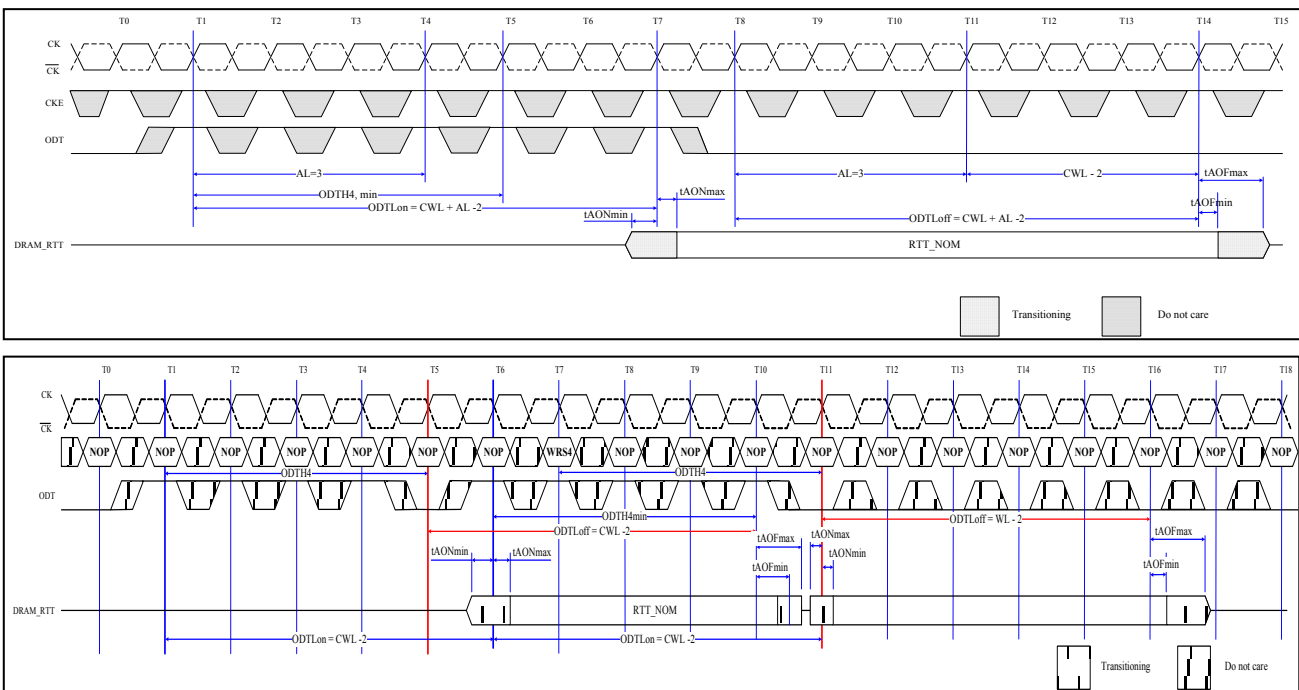 T0 T1 T2 T3 T4 T5 T6 T7 T8 T9 T10 T11 T12 T13 T14 T15
CK
CK
CKE
ODT
AL=3 AL=3 CWL - 2
tAOFmax
ODTH4, min
tAONmax
ODTLon = CWL + AL -2
tAONmin
ODTLoff = CWL + AL -2
tAOFmin
DRAM_RTT
RTT_NOM
Transitioning
Do not care
T0 T1 T2 T3 T4 T5 T6 T7 T8 T9 T10 T11 T12 T13 T14 T15 T16 T17 T18
CK
CK
NOP NOP NOP NOP NOP NOP NOP WRS4 NOP NOP NOP NOP NOP NOP NOP NOP NOP NOP NOP
ODTH4 ODTH4
ODT
ODTH4min
ODTLoff = WL - 2
ODTLoff = CWL -2
tAOFmax tAONmax tAOFmax
tAONmin tAONmax tAONmin
tAOFmin tAOFmin
DRAM_RTT
RTT_NOM
ODTLon = CWL -2 ODTLon = CWL -2
Transitioning
Do not care